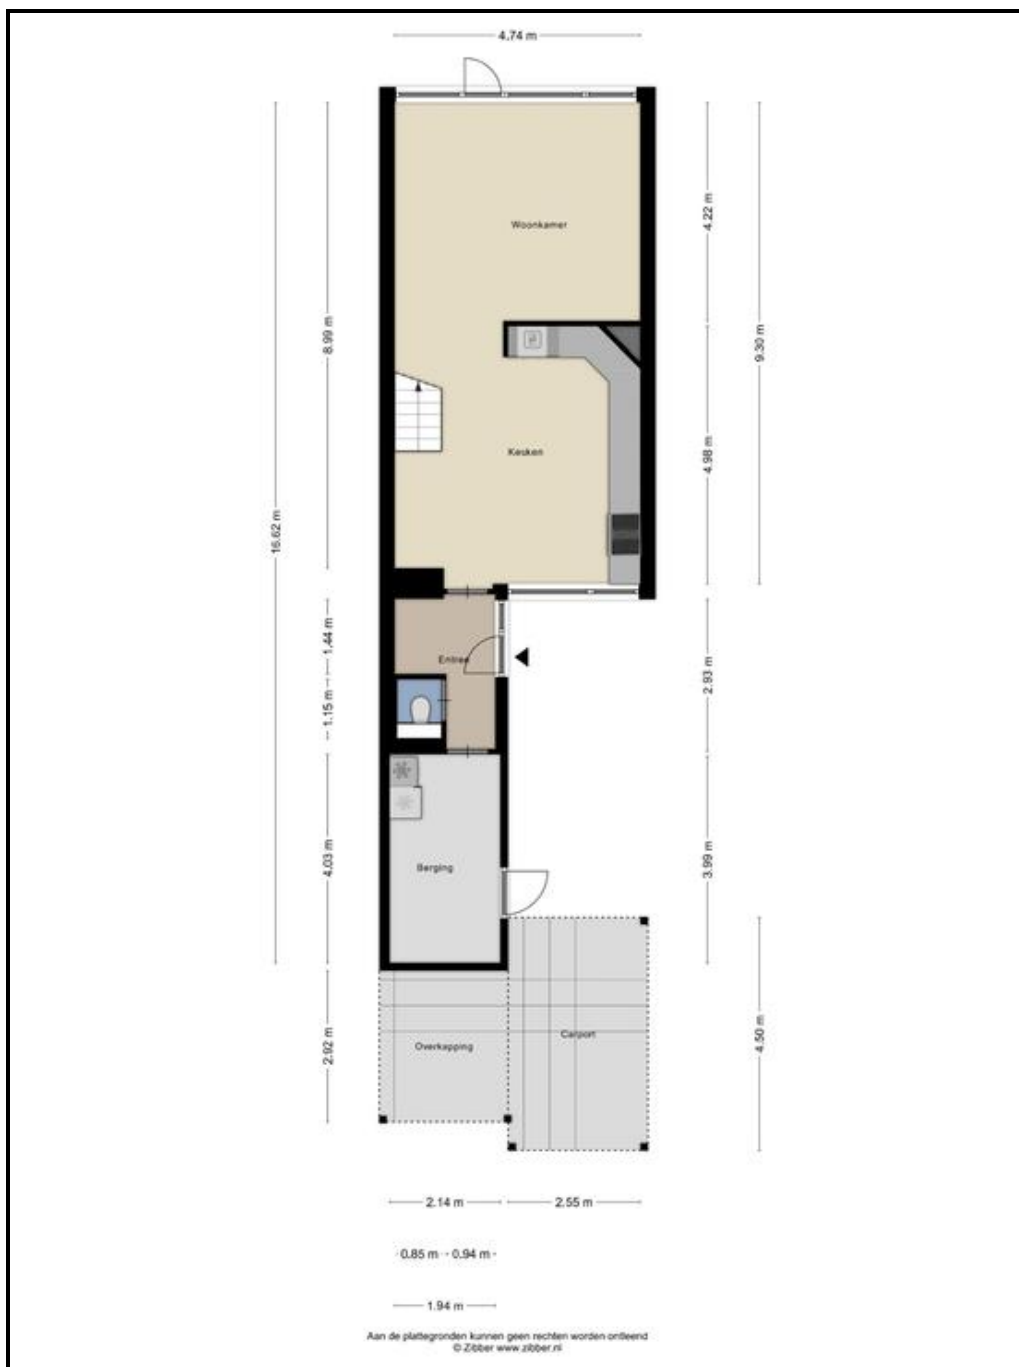 4.74 m
Woonkamer
4.22 m
8.99 m
9.30 m
4.98 m
Keuken
16.62 m
1.44 m
Entree
2.93 m
1.15 m
4.03 m
Berging
3.99 m
2.92 m
Overkapping
Carport
4.50 m
2.14 m
2.55 m
0.85 m
0.94 m
1.94 m
Aan de plattegronden kunnen geen rechten worden ontleend
© Zibber www.zibber.nl